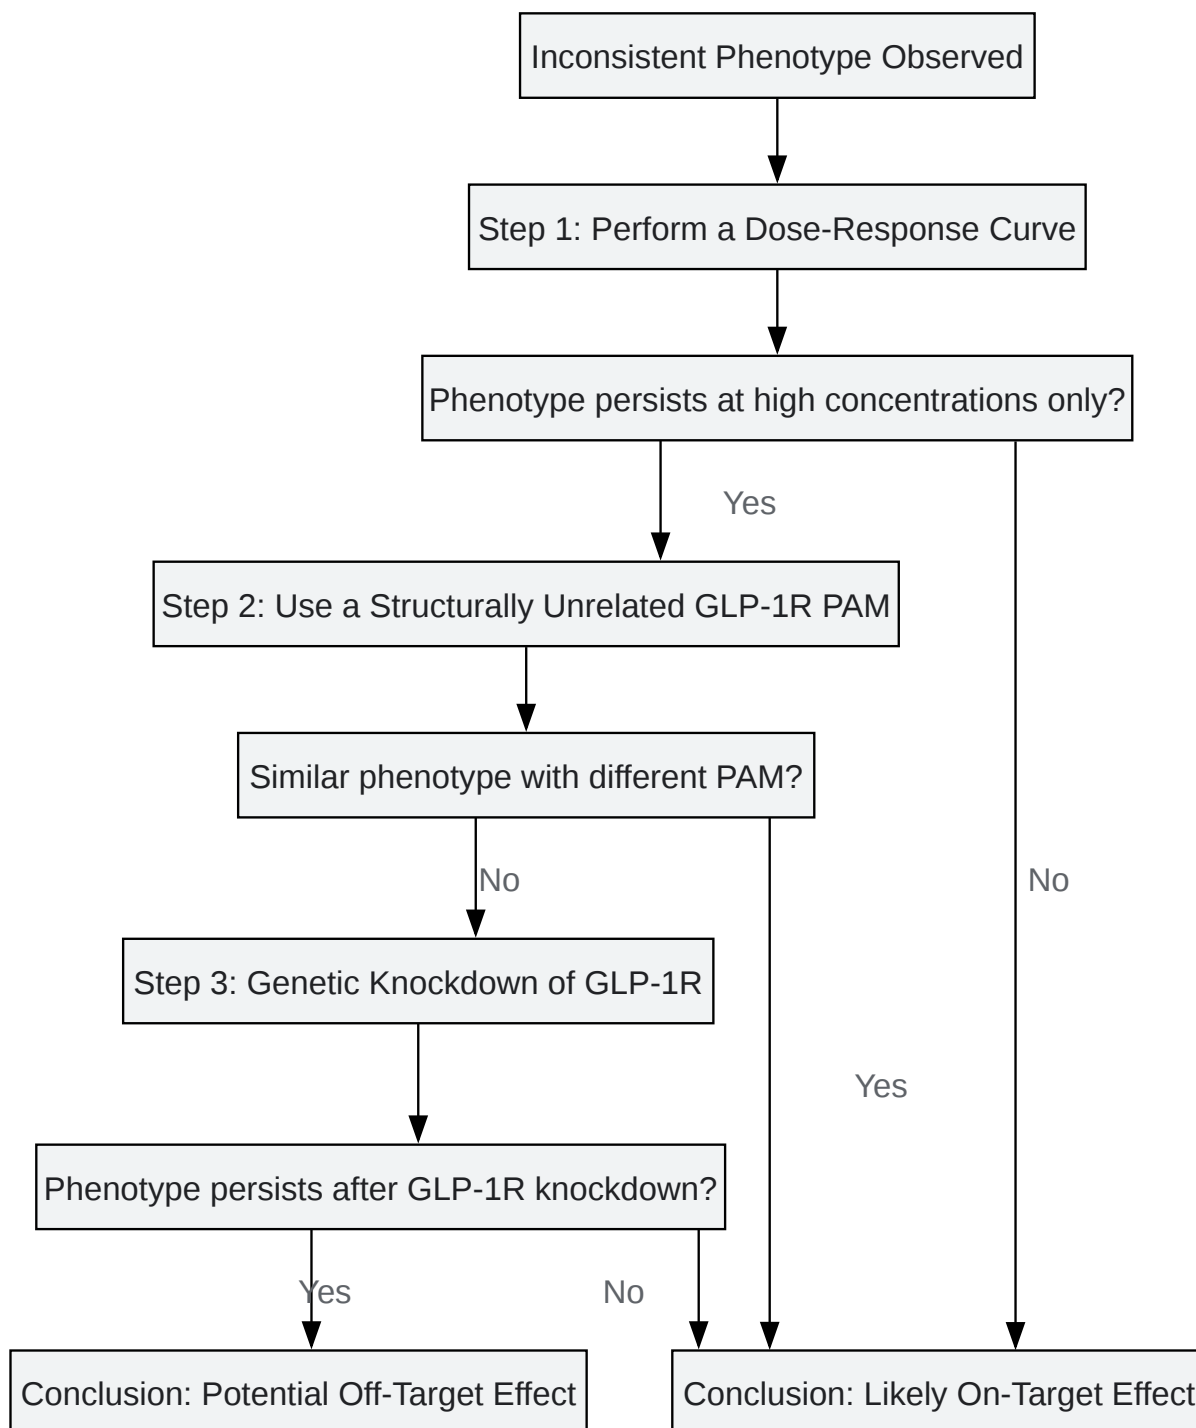 Inconsistent Phenotype Observed
Step 1: Perform a Dose-Response Curve
Phenotype persists at high concentrations only?
Yes
Step 2: Use a Structurally Unrelated GLP-1R PAM
Similar phenotype with different PAM?
No
No
Step 3: Genetic Knockdown of GLP-1R
Yes
Phenotype persists after GLP-1R knockdown?
Yes
No
Conclusion: Potential Off-Target Effect
Conclusion: Likely On-Target Effect